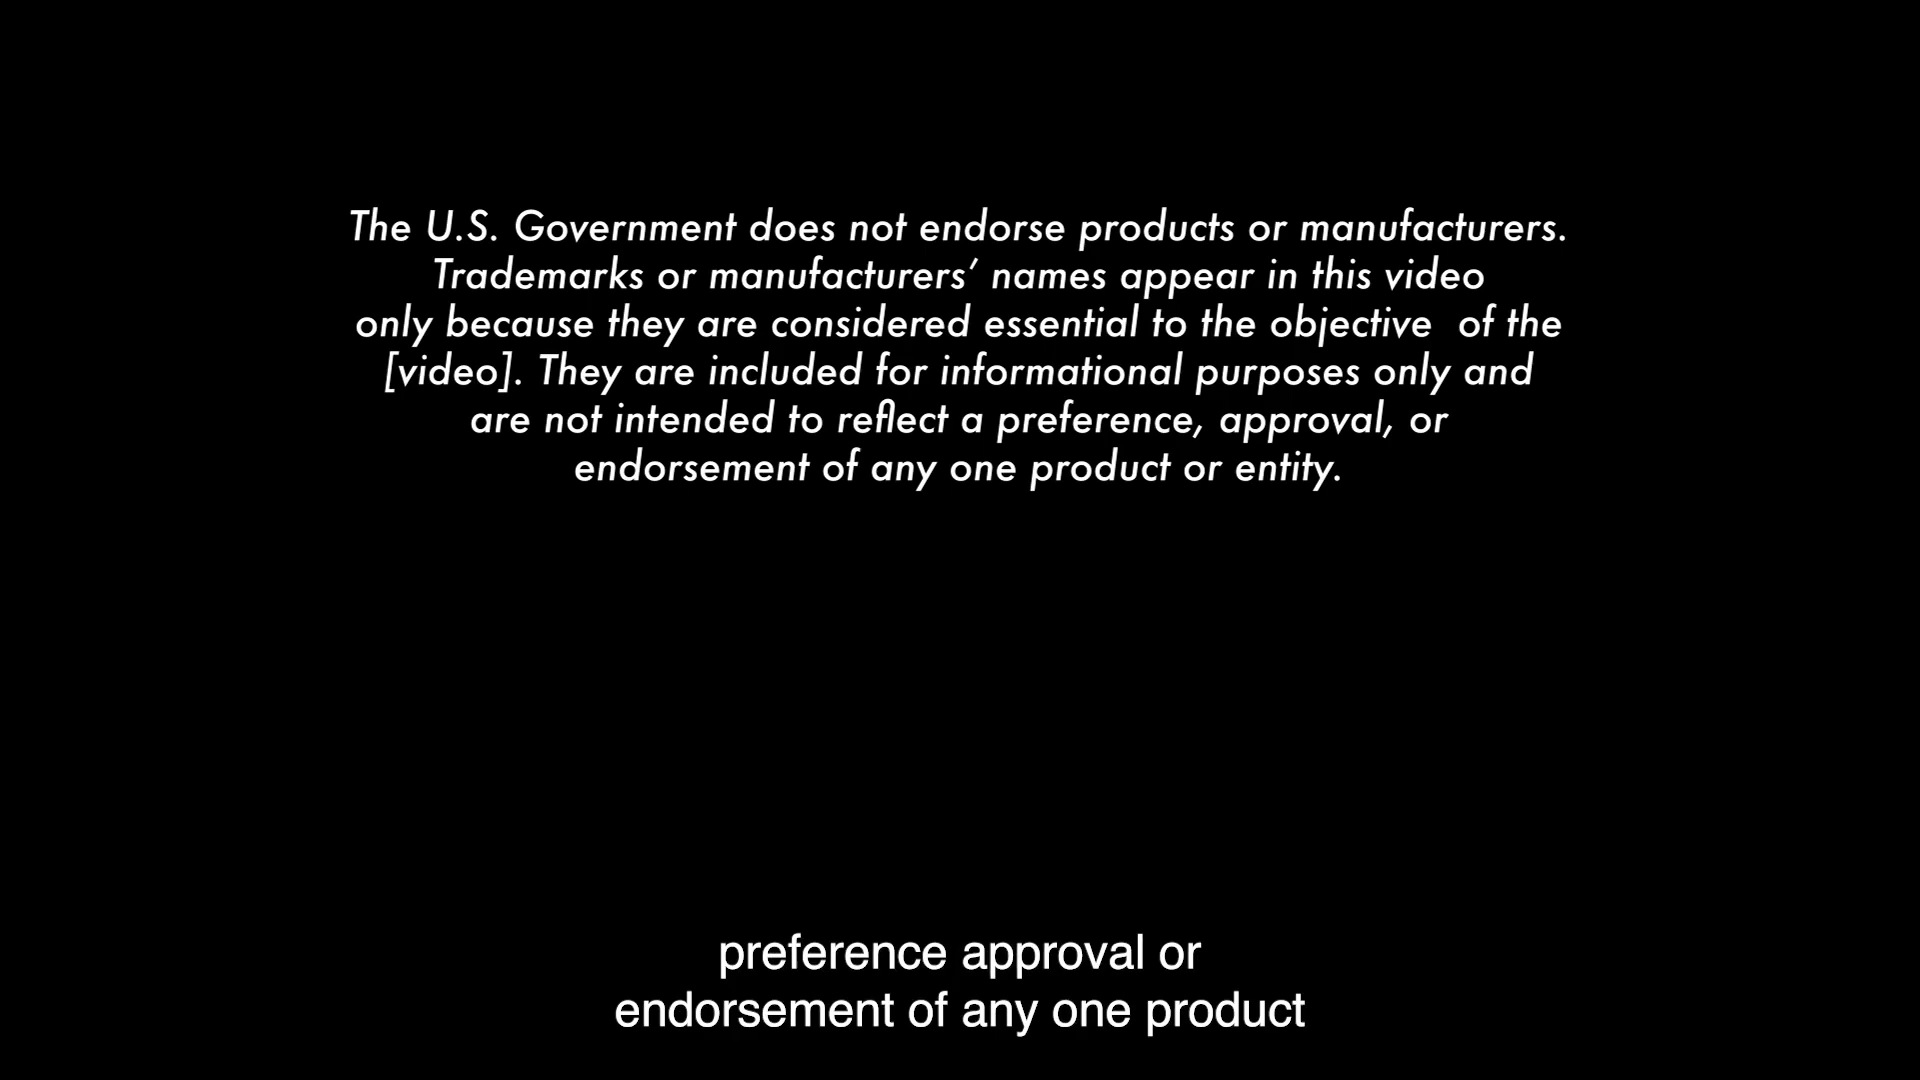 The U.S. Government does not endorse products or manufacturers.
Trademarks or manufacturers’ names appear in this video
only because they are considered essential to the objective  of the
[video]. They are included for informational purposes only and
are not intended to reflect a preference, approval, or
endorsement of any one product or entity.
preference approval or
endorsement of any one product